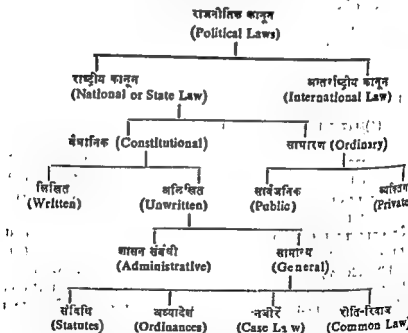 राजनीतिक कानून
(Political Laws)
राष्ट्रीय कानून अन्तर्राष्ट्रीय कानून
(National or State Law) (International Law)
वैधानिक (Constitutional) साधारण (Ordinary)
लिखित अलिखित सार्वजनिक व्यक्तिगत
(Written) (Unwritten) (Public) (Private
शासन संबंधी सामान्य
(Administrative) (General)
संविधि अध्यादेश नजीरें रीति-रिवाज
(Statutes) (Ordinances) (Case Law) (Common Law)